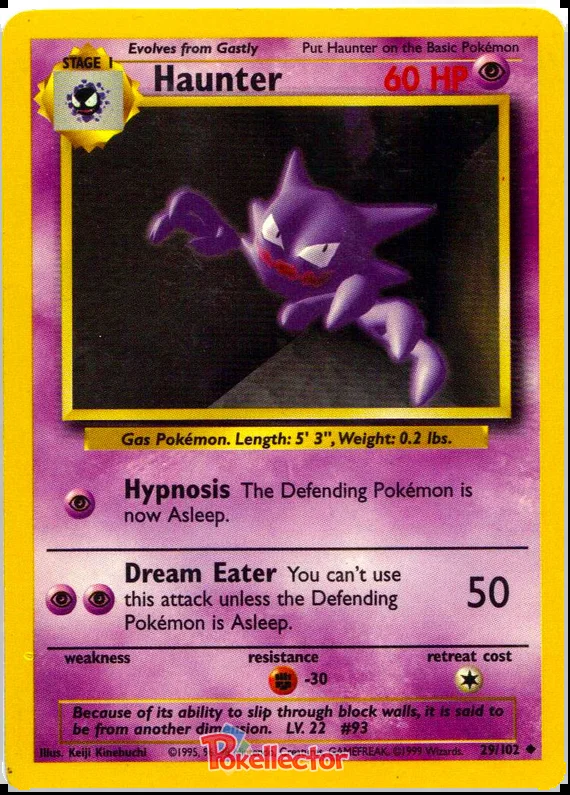 Evolves from Gastly Put Haunter on the Basic Pokémon
STAGE 1
Haunter 60 HP
Gas Pokémon. Length: 5' 3", Weight: 0.2 lbs.
Hypnosis The Defending Pokémon is
now Asleep.
Dream Eater You can't use
this attack unless the Defending
Pokémon is Asleep.
50
weakness resistance retreat cost
-30
Because of its ability to slip through block walls, it is said to
be from another dimension. LV. 22 #93
Illus. Keiji Kinebuchi ©1995, Creatures, GAMEFREAK. ©1999 Wizards. 29/102
Pokellector